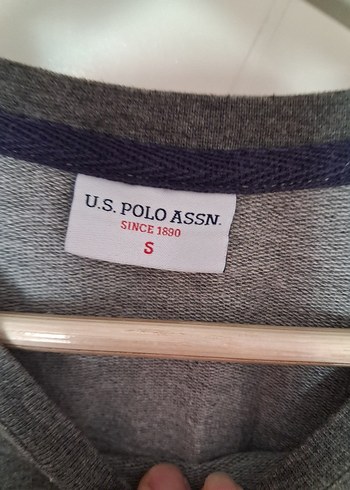 U.S. POLO ASSN.
SINCE 1890
S